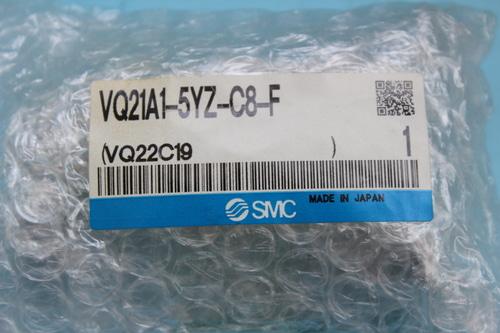 VQ21A1-5YZ-C8-F
(VQ22C19 ) 1
SMC MADE IN JAPAN